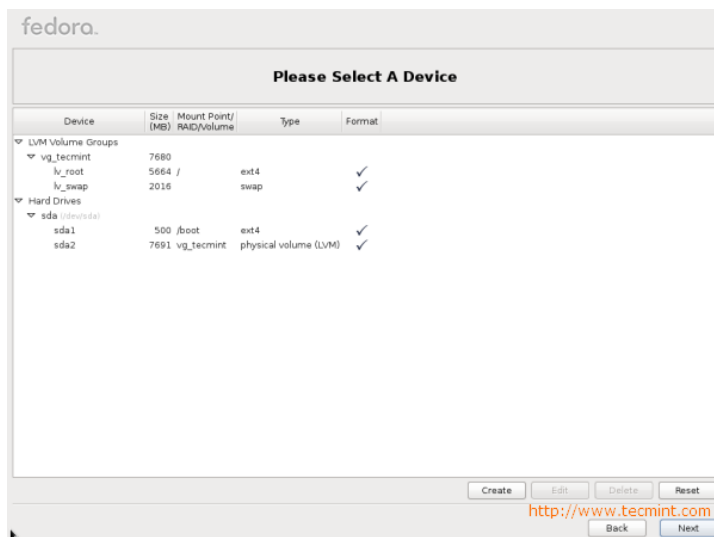 fedora.
Please Select A Device
Device Size (MB) Mount Point/ RAID/Volume Type Format
LVM Volume Groups
vg_tecmint 7680
lv_root 5664 / ext4
lv_swap 2016 swap
Hard Drives
sda (/dev/sda)
sda1 500 /boot ext4
sda2 7691 vg_tecmint physical volume (LVM)
Create Edit Delete Reset
http://www.tecmint.com
Back Next